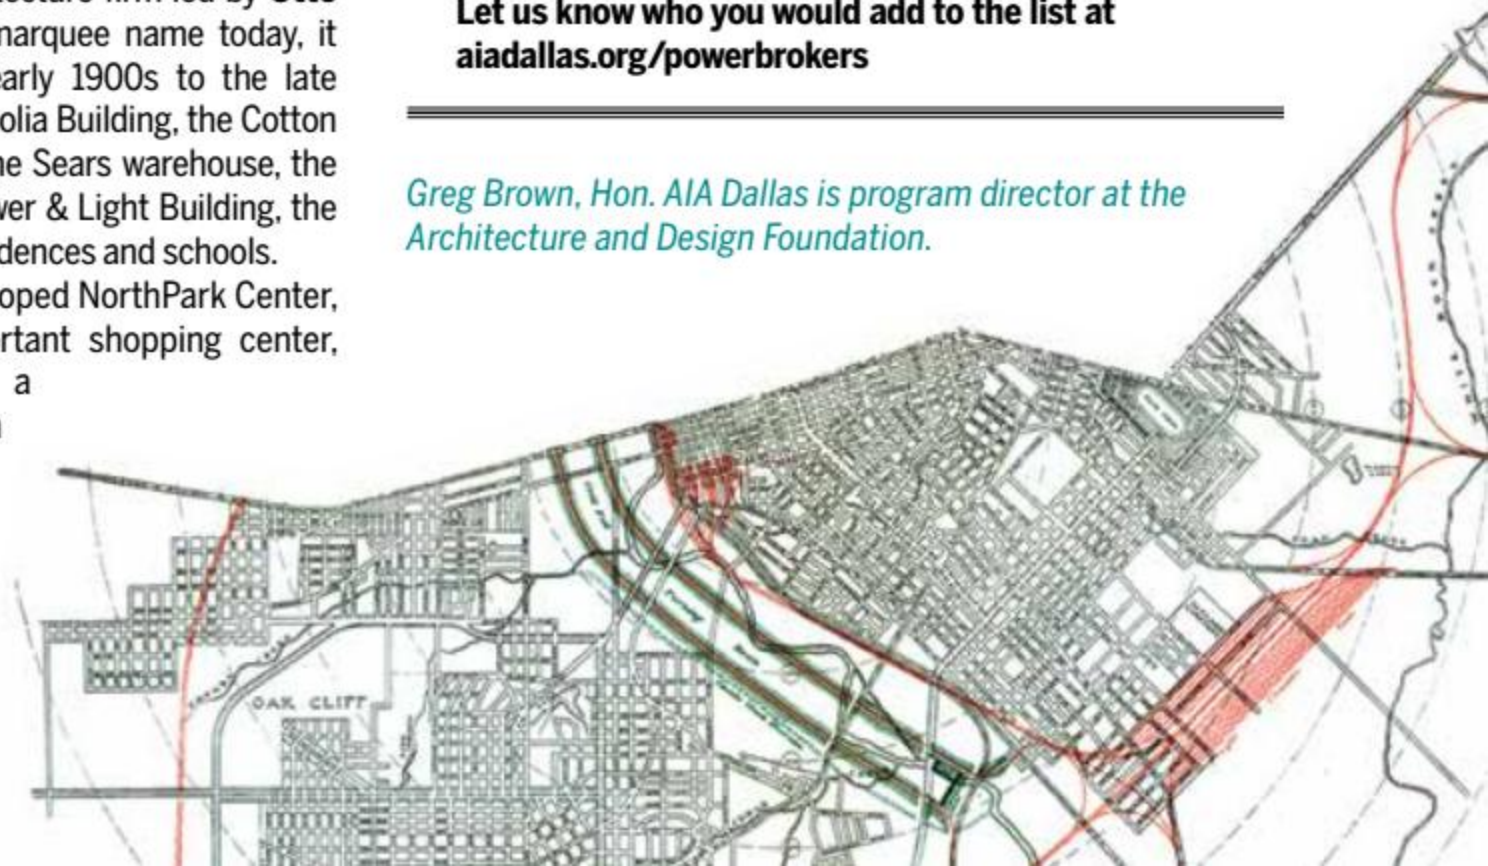 narquee name today, it
early 1900s to the late
olia Building, the Cotton
he Sears warehouse, the
wer & Light Building, the
dences and schools.
oped NorthPark Center,
rtant shopping center,
a
Let us know who you would add to the list at
aiadallas.org/powerbrokers
Greg Brown, Hon. AIA Dallas is program director at the
Architecture and Design Foundation.
OAK CLIFF